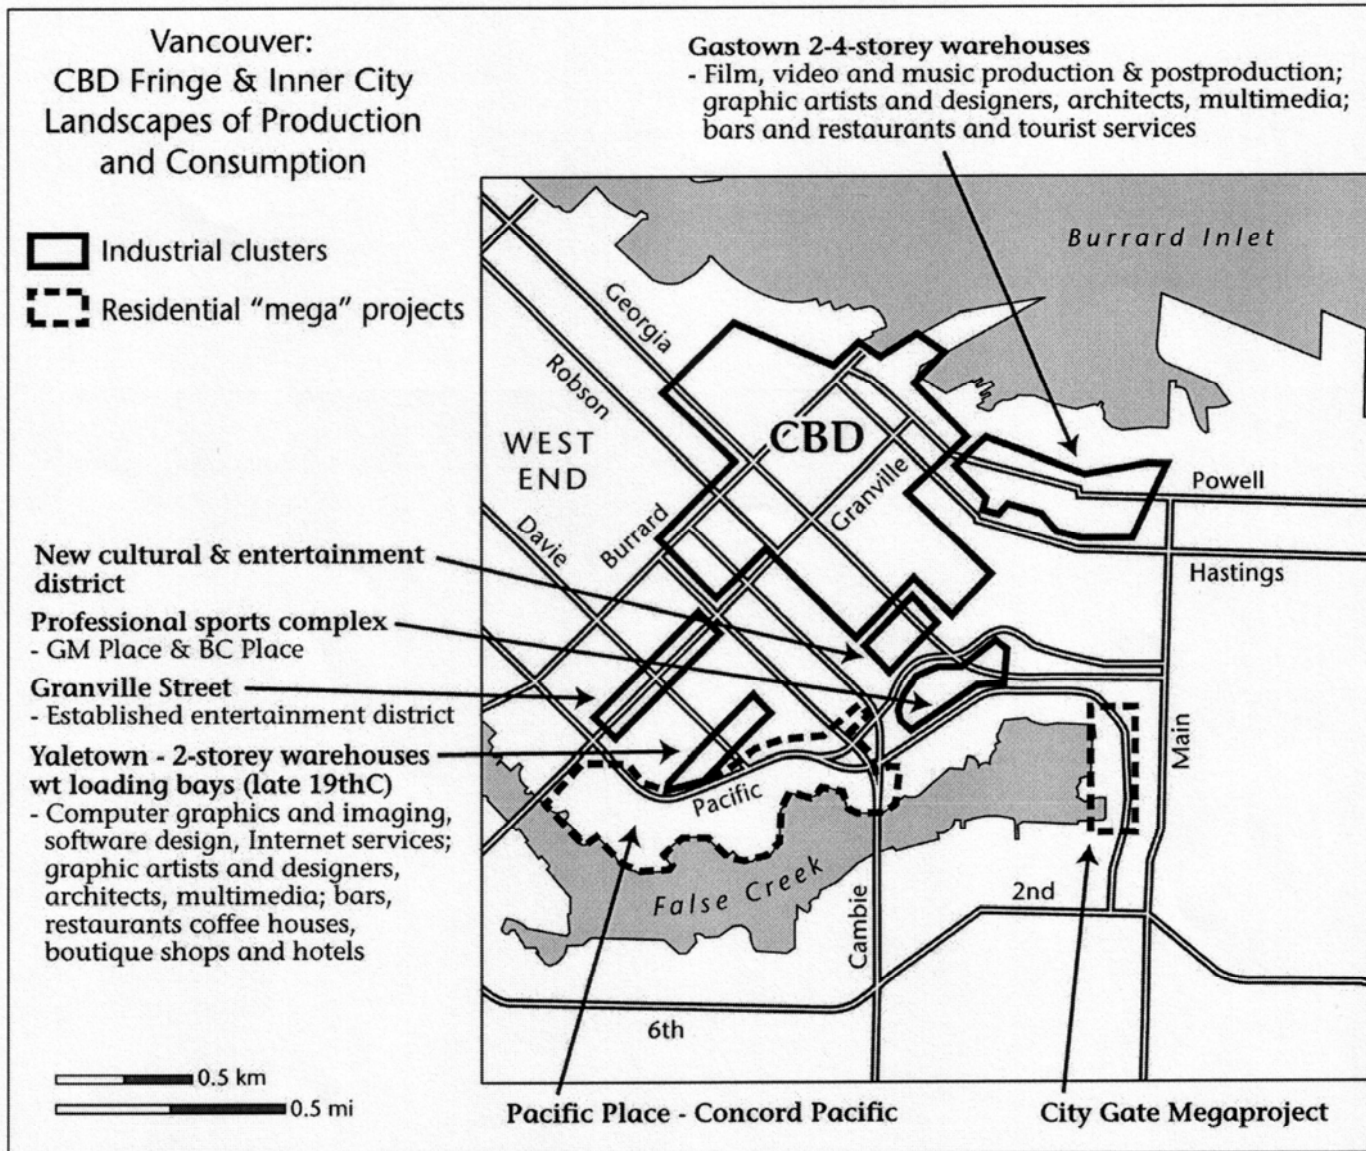 Vancouver:
CBD Fringe & Inner City
Landscapes of Production
and Consumption
Industrial clusters
Residential "mega" projects
Gastown 2-4-storey warehouses
- Film, video and music production & postproduction;
graphic artists and designers, architects, multimedia;
bars and restaurants and tourist services
Burrard Inlet
Georgia
Robson
WEST
END
CBD
Granville
Powell
Hastings
Davie
Burrard
New cultural & entertainment
district
Professional sports complex
- GM Place & BC Place
Granville Street
- Established entertainment district
Yaletown - 2-storey warehouses
wt loading bays (late 19thC)
- Computer graphics and imaging,
software design, Internet services;
graphic artists and designers,
architects, multimedia; bars,
restaurants coffee houses,
boutique shops and hotels
Main
Pacific
False Creek
Cambie
2nd
6th
0.5 km
0.5 mi
Pacific Place - Concord Pacific
City Gate Megaproject